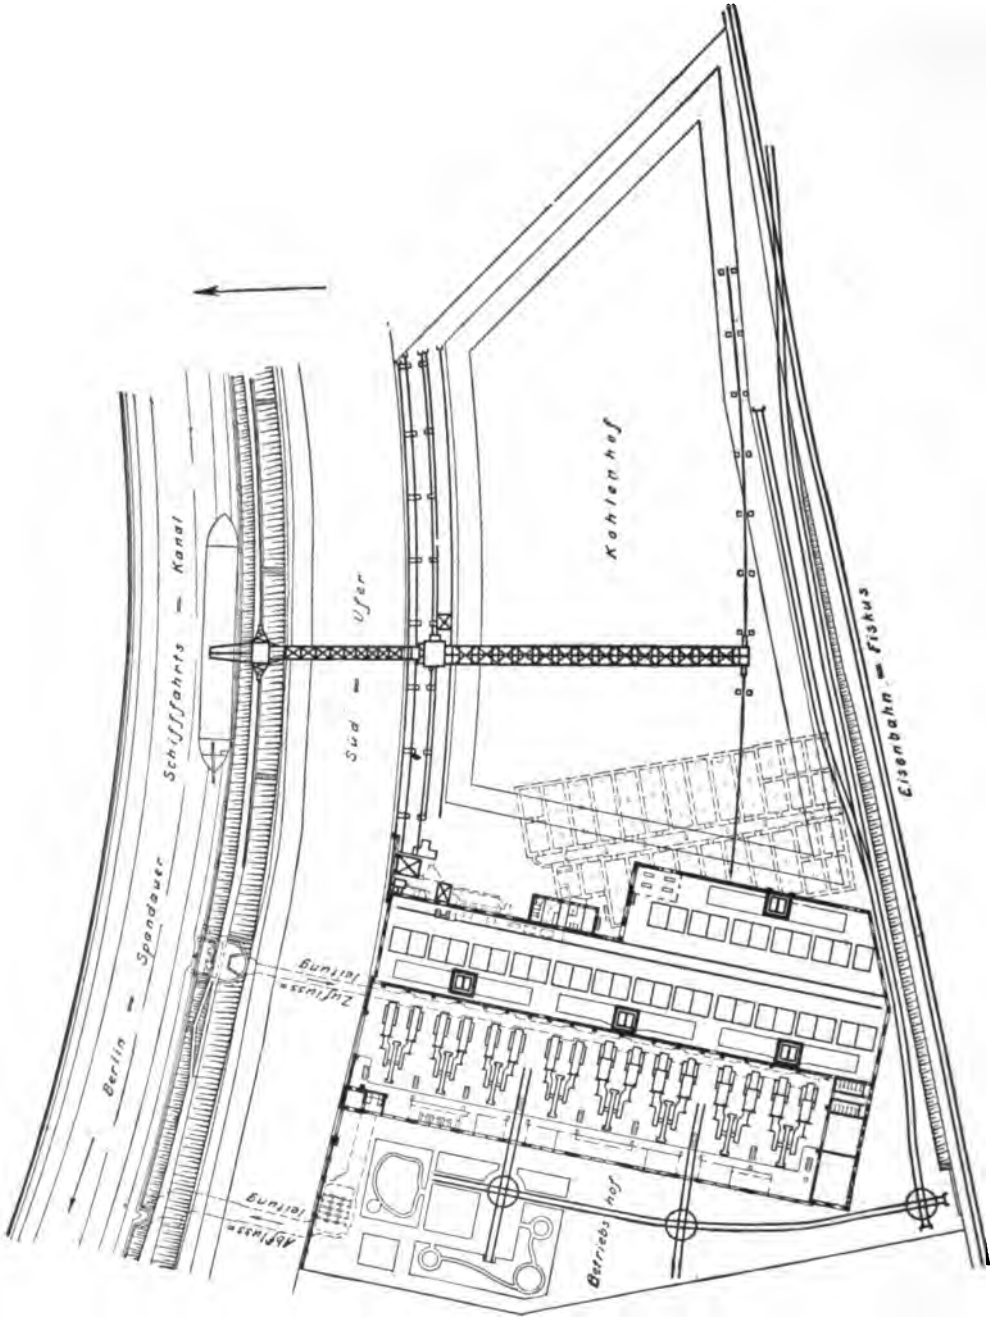 Berlin — Spandauer Schifffahrts — Kanal
Süd — Ufer
Kohlenhof
Eisenbahn — Fiskus
Zufluss=
leitung
Abfluss=
leitung
Betriebshof